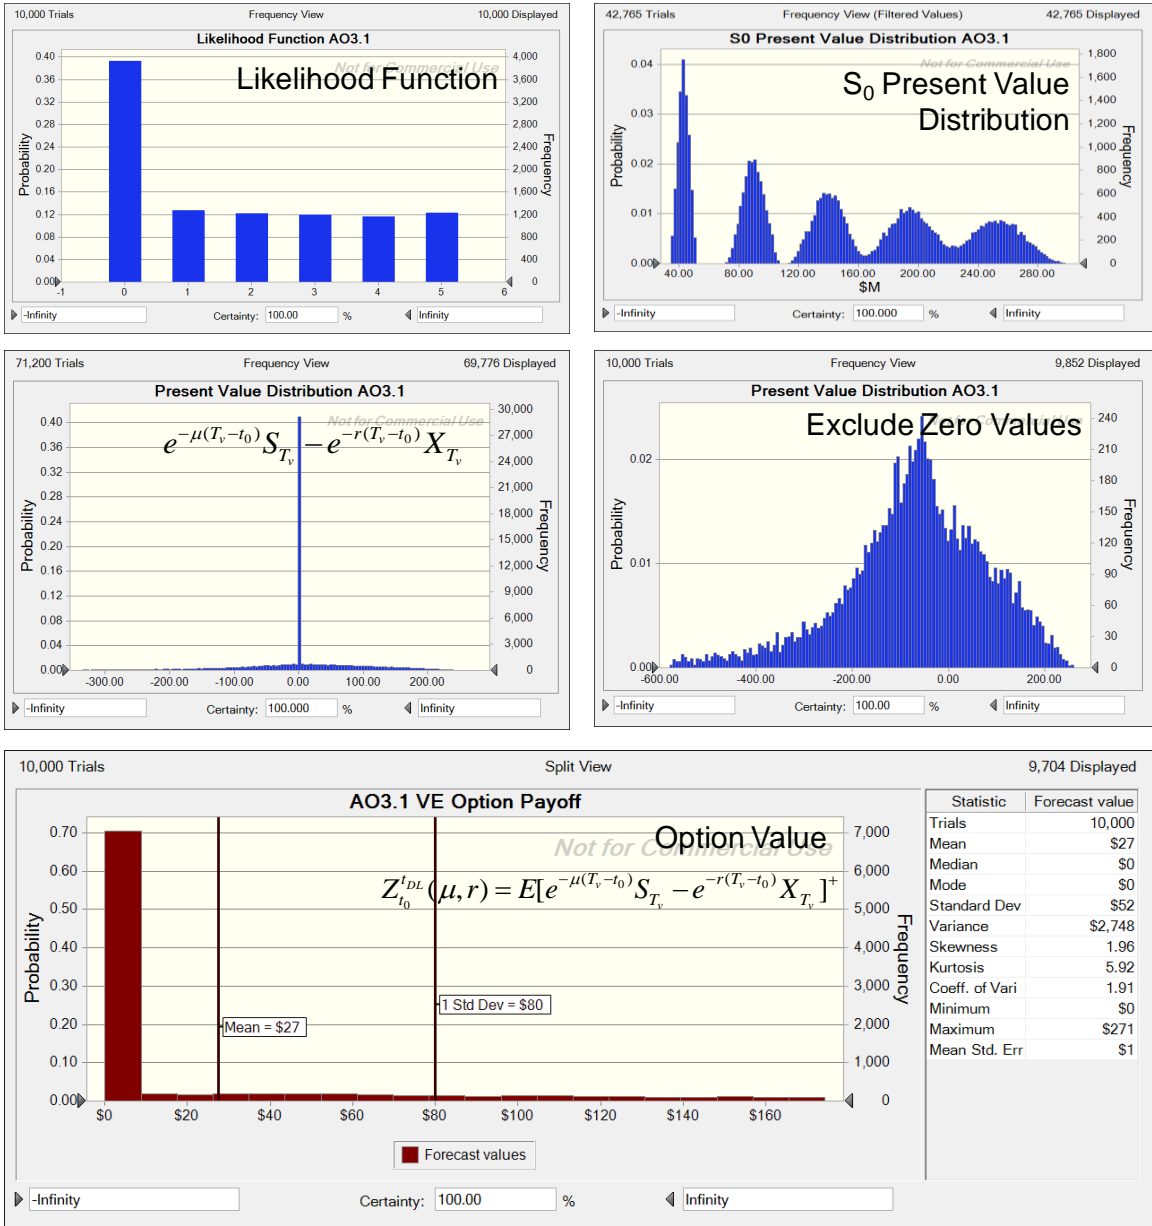 10,000 Trials Frequency View 10,000 Displayed
Likelihood Function AO3.1
Not for Commercial Use
Likelihood Function
Probability
0.40
0.36
0.32
0.28
0.24
0.20
0.16
0.12
0.08
0.04
0.00
4,000
3,600
3,200
2,800
2,400
2,000
1,600
1,200
800
400
0
Frequency
-1 0 1 2 3 4 5 6
-Infinity Certainty: 100.00 % Infinity
42,765 Trials Frequency View (Filtered Values) 42,765 Displayed
S0 Present Value Distribution AO3.1
Not for Commercial Use
S₀ Present Value
Distribution
Probability
0.04
0.03
0.02
0.01
0.00
1,800
1,600
1,400
1,200
1,000
800
600
400
200
0
Frequency
40.00 80.00 120.00 160.00 200.00 240.00 280.00
$M
-Infinity Certainty: 100.000 % Infinity
71,200 Trials Frequency View 69,776 Displayed
Present Value Distribution AO3.1
Not for Commercial Use
e^{-μ(T_v-t_0)} S_{T_v} - e^{-r(T_v-t_0)} X_{T_v}
Probability
0.40
0.36
0.32
0.28
0.24
0.20
0.16
0.12
0.08
0.04
0.00
30,000
27,000
24,000
21,000
18,000
15,000
12,000
9,000
6,000
3,000
0
Frequency
-300.00 -200.00 -100.00 0.00 100.00 200.00
-Infinity Certainty: 100.000 % Infinity
10,000 Trials Frequency View 9,852 Displayed
Present Value Distribution AO3.1
Not for Commercial Use
Exclude Zero Values
Probability
0.02
0.01
0.00
240
210
180
150
120
90
60
30
0
Frequency
-600.00 -400.00 -200.00 0.00 200.00
-Infinity Certainty: 100.00 % Infinity
10,000 Trials Split View 9,704 Displayed
AO3.1 VE Option Payoff
Not for Commercial Use
Option Value
Z_{t_0}^{t_{DL}}(μ,r) = E[e^{-μ(T_v-t_0)} S_{T_v} - e^{-r(T_v-t_0)} X_{T_v}]^+
Probability
0.70
0.60
0.50
0.40
0.30
0.20
0.10
0.00
7,000
6,000
5,000
4,000
3,000
2,000
1,000
0
Frequency
1 Std Dev = $80
Mean = $27
$0 $20 $40 $60 $80 $100 $120 $140 $160
Forecast values
-Infinity Certainty: 100.00 % Infinity
Statistic Forecast value
Trials 10,000
Mean $27
Median $0
Mode $0
Standard Dev $52
Variance $2,748
Skewness 1.96
Kurtosis 5.92
Coeff. of Vari 1.91
Minimum $0
Maximum $271
Mean Std. Err $1